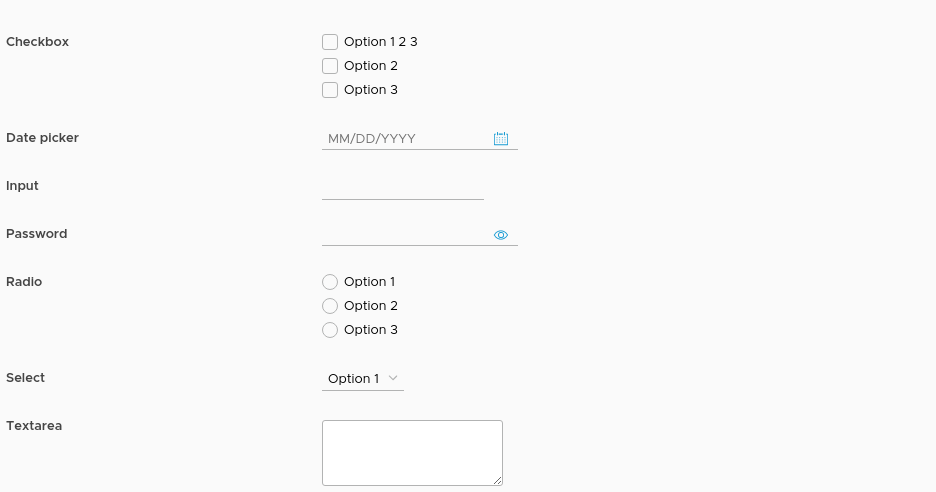 Checkbox
Option 1 2 3
Option 2
Option 3
Date picker
MM/DD/YYYY
Input
Password
Radio
Option 1
Option 2
Option 3
Select
Option 1
Textarea